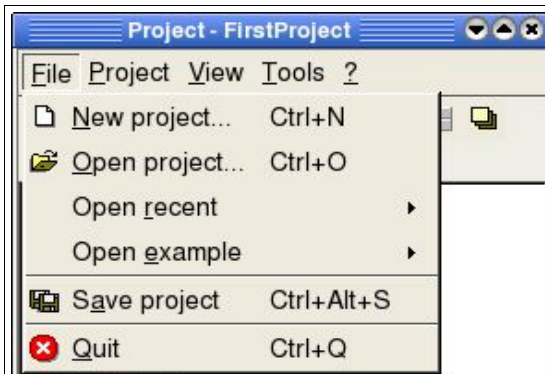 Project - FirstProject
File Project View Tools ?
New project... Ctrl+N
Open project... Ctrl+O
Open recent
Open example
Save project Ctrl+Alt+S
Quit Ctrl+Q